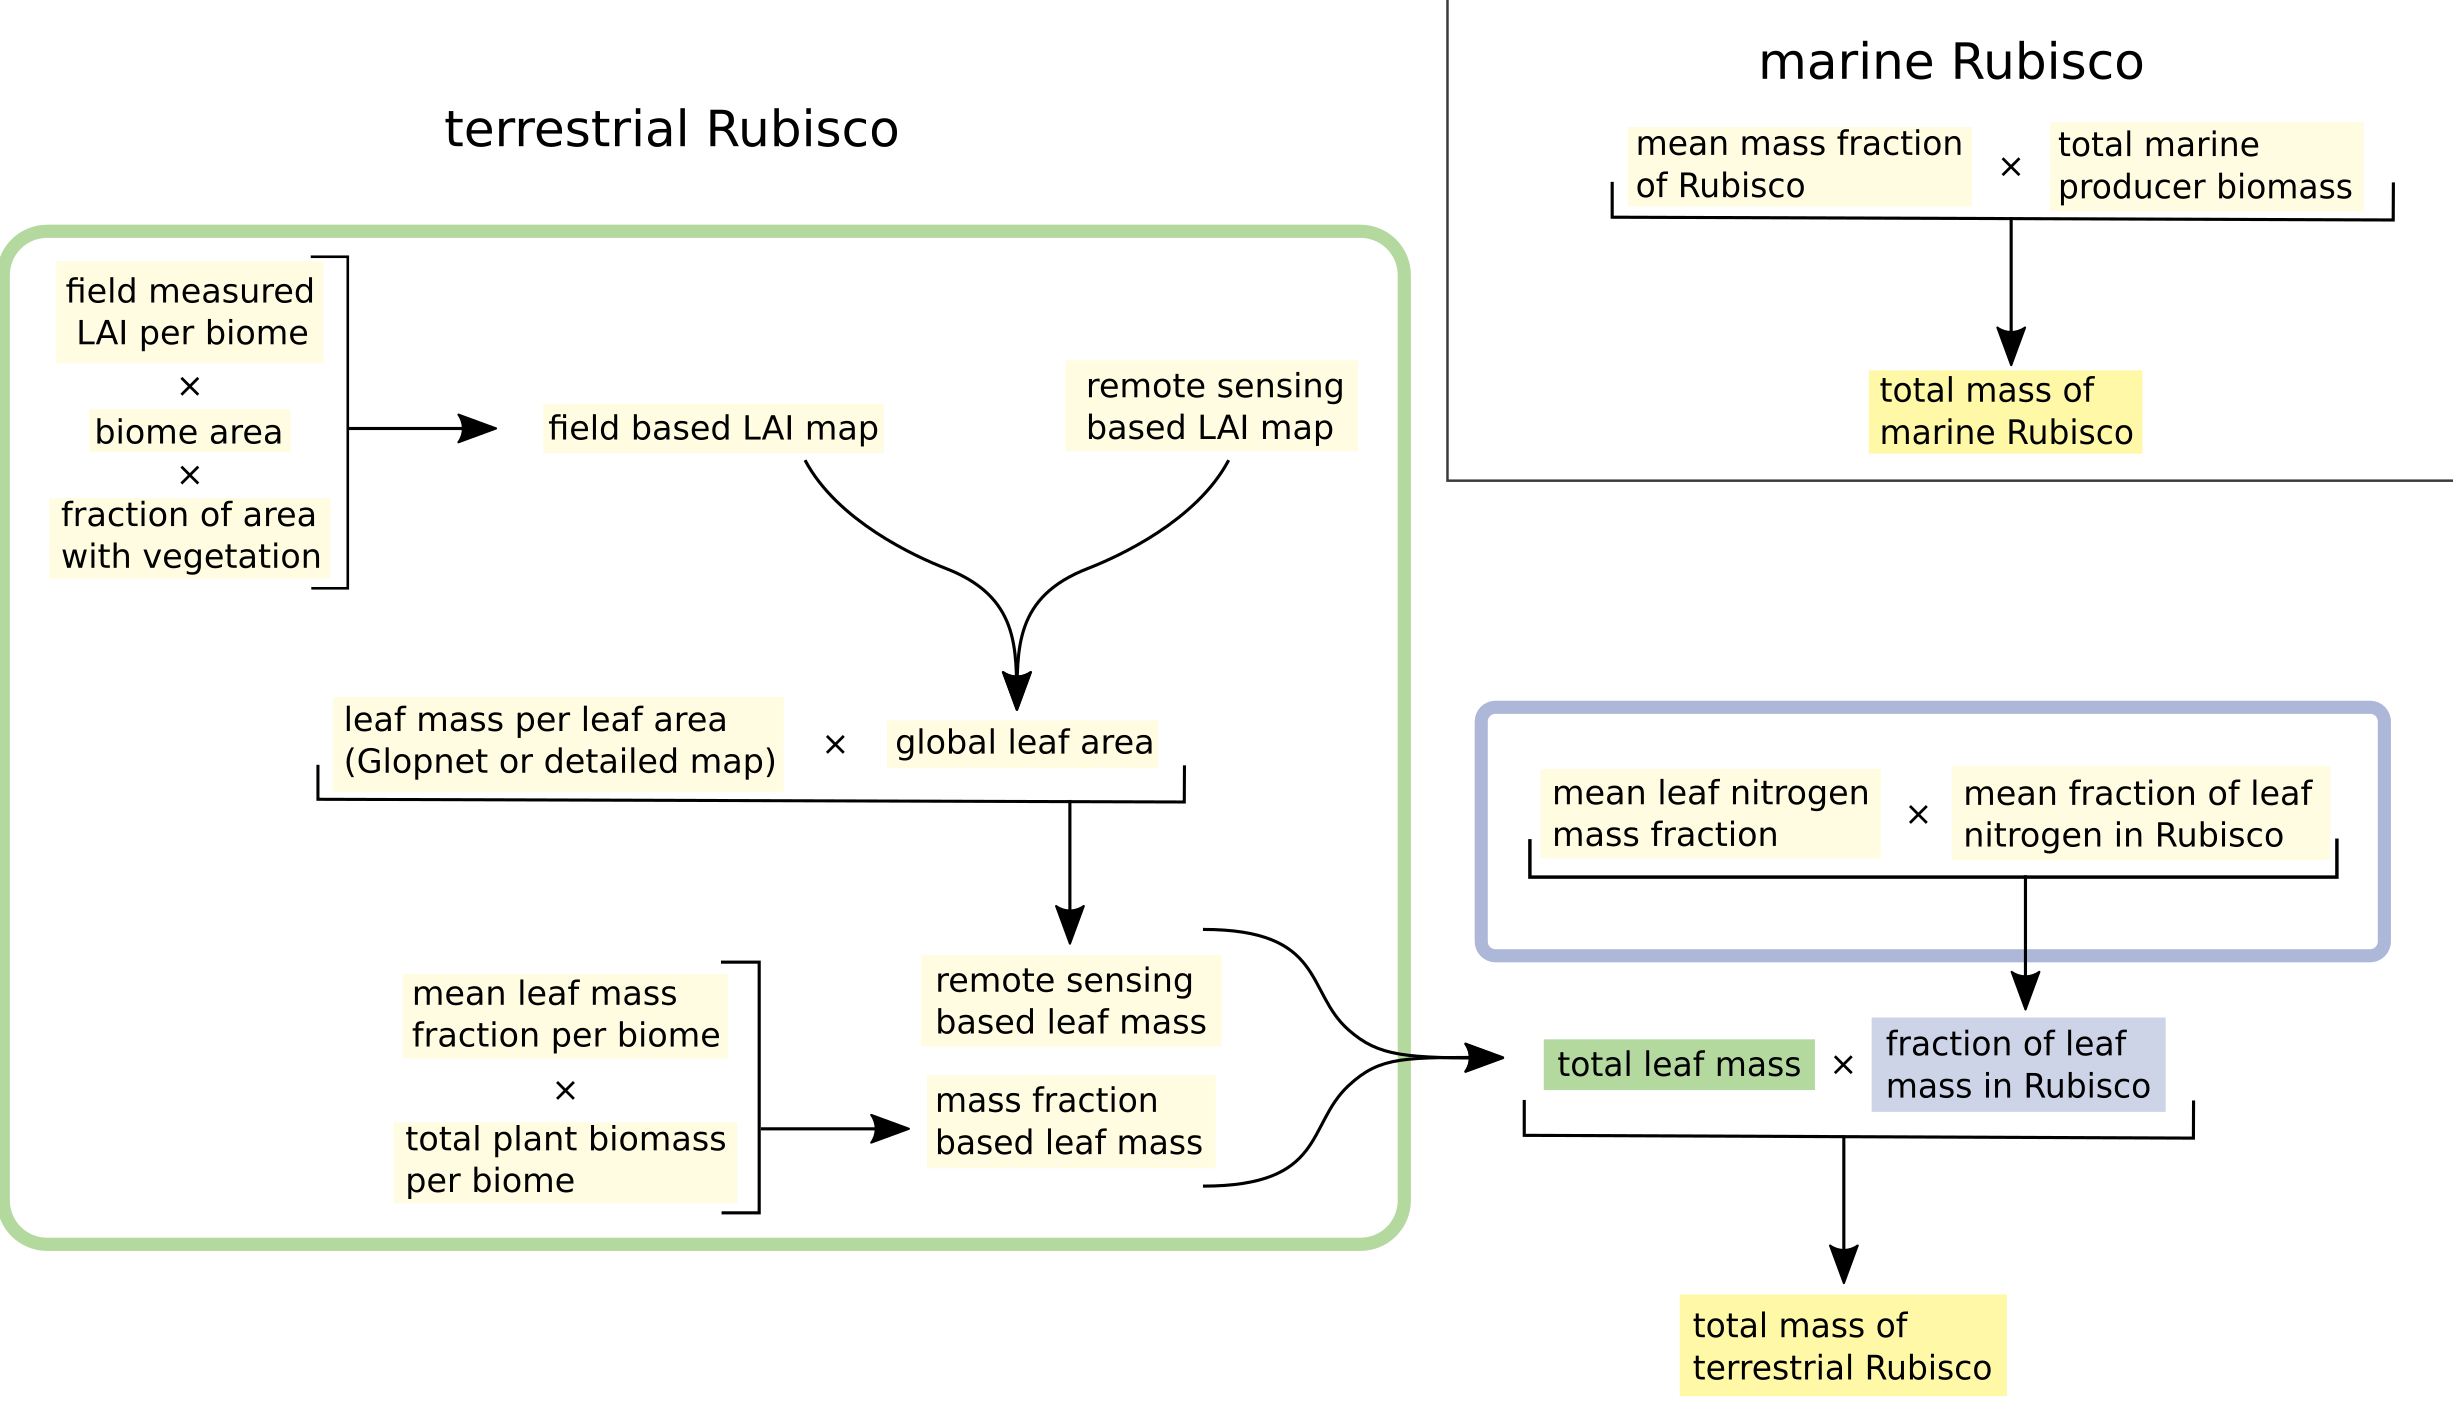 terrestrial Rubisco
field measured
LAI per biome
×
biome area
×
fraction of area
with vegetation
field based LAI map
remote sensing
based LAI map
leaf mass per leaf area
(Glopnet or detailed map)
×
global leaf area
mean leaf mass
fraction per biome
×
total plant biomass
per biome
remote sensing
based leaf mass
mass fraction
based leaf mass
marine Rubisco
mean mass fraction
of Rubisco
×
total marine
producer biomass
total mass of
marine Rubisco
mean leaf nitrogen
mass fraction
×
mean fraction of leaf
nitrogen in Rubisco
total leaf mass
×
fraction of leaf
mass in Rubisco
total mass of
terrestrial Rubisco